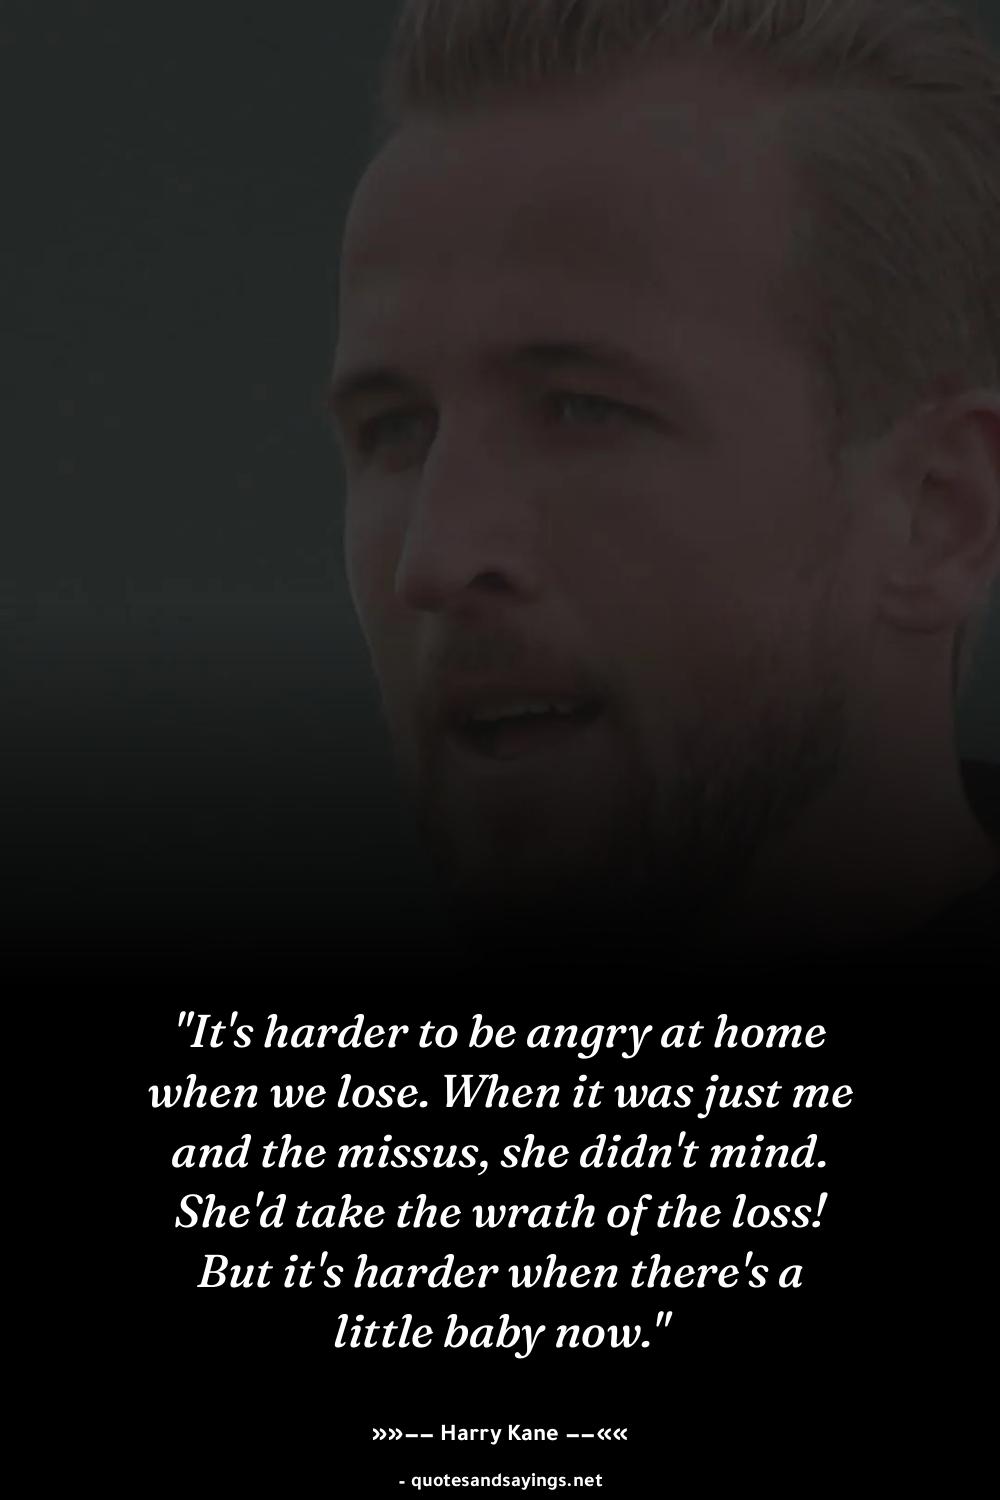 "It's harder to be angry at home
when we lose. When it was just me
and the missus, she didn't mind.
She'd take the wrath of the loss!
But it's harder when there's a
little baby now."
»»–– Harry Kane ––««
- quotesandsayings.net